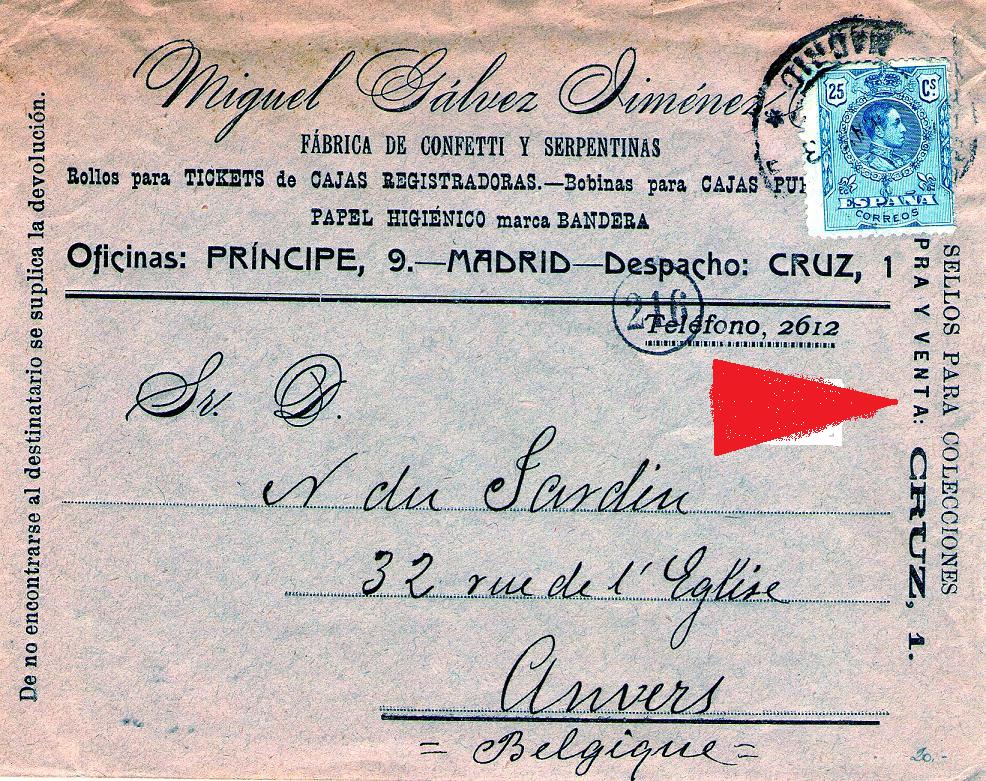 Miguel Gálvez Jiménez
FÁBRICA DE CONFETTI Y SERPENTINAS
Rollos para TICKETS de CAJAS REGISTRADORAS.—Bobinas para CAJAS
PAPEL HIGIÉNICO marca BANDERA
Oficinas: PRÍNCIPE, 9.—MADRID—Despacho: CRUZ, 1
Teléfono, 2612
216
MADRID
25 Cs
ESPAÑA
CORREOS
Sr. D.
N du Jardin
32 rue de l'Eglise
Anvers
= Belgique =
De no encontrarse al destinatario se suplica la devolución.
SELLOS PARA COLECCIONES
PRA Y VENTA: CRUZ, 1.
20.-